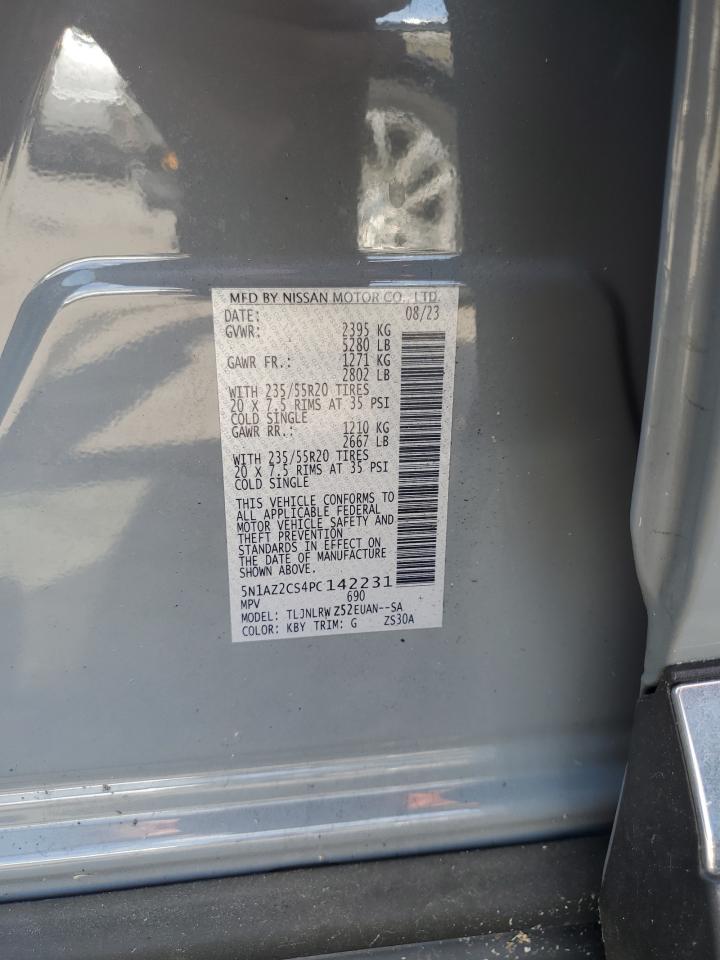 MFD BY NISSAN MOTOR CO., LTD.
DATE: 08/23
GVWR: 2395 KG
5280 LB
GAWR FR.: 1271 KG
2802 LB
WITH 235/55R20 TIRES
20 X 7.5 RIMS AT 35 PSI
COLD SINGLE
GAWR RR.: 1210 KG
2667 LB
WITH 235/55R20 TIRES
20 X 7.5 RIMS AT 35 PSI
COLD SINGLE
THIS VEHICLE CONFORMS TO
ALL APPLICABLE FEDERAL
MOTOR VEHICLE SAFETY AND
THEFT PREVENTION
STANDARDS IN EFFECT ON
THE DATE OF MANUFACTURE
SHOWN ABOVE.
5N1AZ2CS4PC142231
MPV 690
MODEL: TLJNLRWZ52EUAN--SA
COLOR: KBY TRIM: G ZS30A